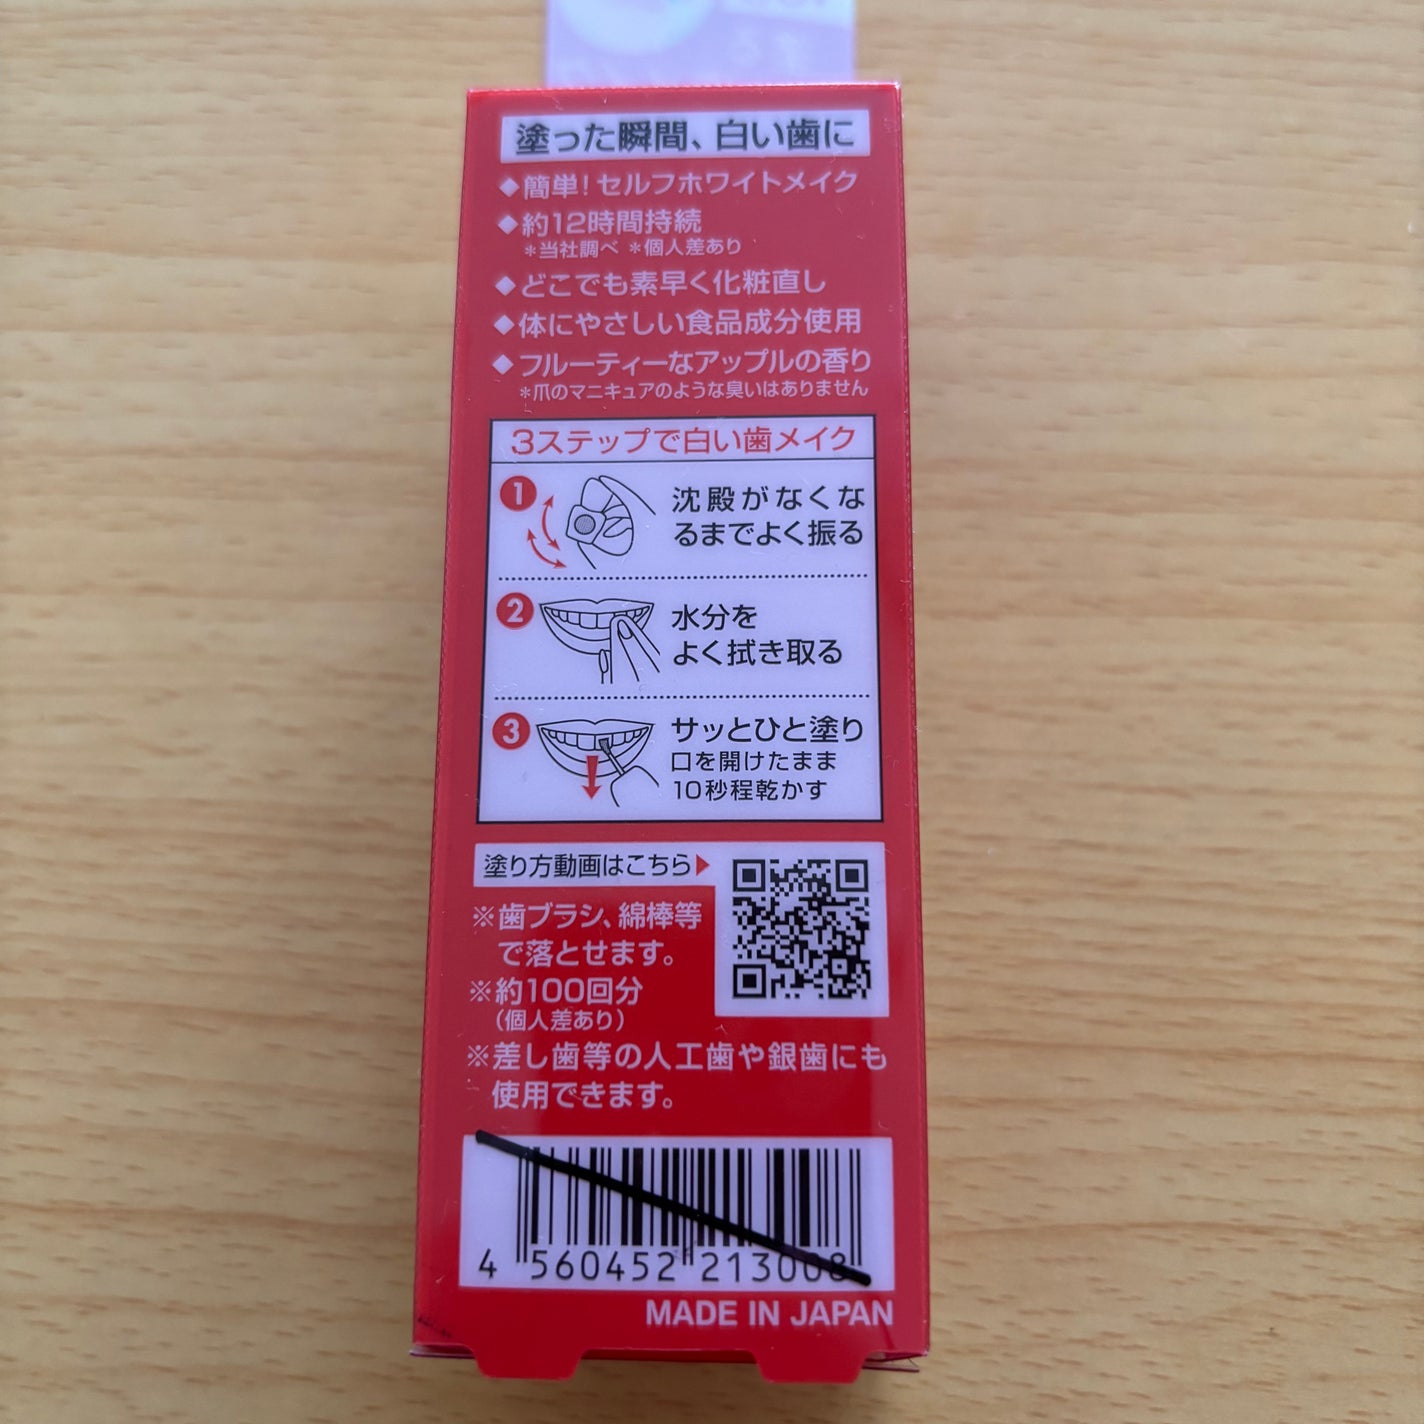 塗った瞬間、白い歯に
◆簡単!セルフホワイトメイク
◆約12時間持続
*当社調べ *個人差あり
◆どこでも素早く化粧直し
◆体にやさしい食品成分使用
◆フルーティーなアップルの香り
*爪のマニキュアのような臭いはありません
3ステップで白い歯メイク
1
沈殿がなくな
るまでよく振る
2
水分を
よく拭き取る
3
サッとひと塗り
口を開けたまま
10秒程乾かす
塗り方動画はこちら▶
※歯ブラシ、綿棒等
で落とせます。
※約100回分
(個人差あり)
※差し歯等の人工歯や銀歯にも
使用できます。
4 560452 213008
MADE IN JAPAN